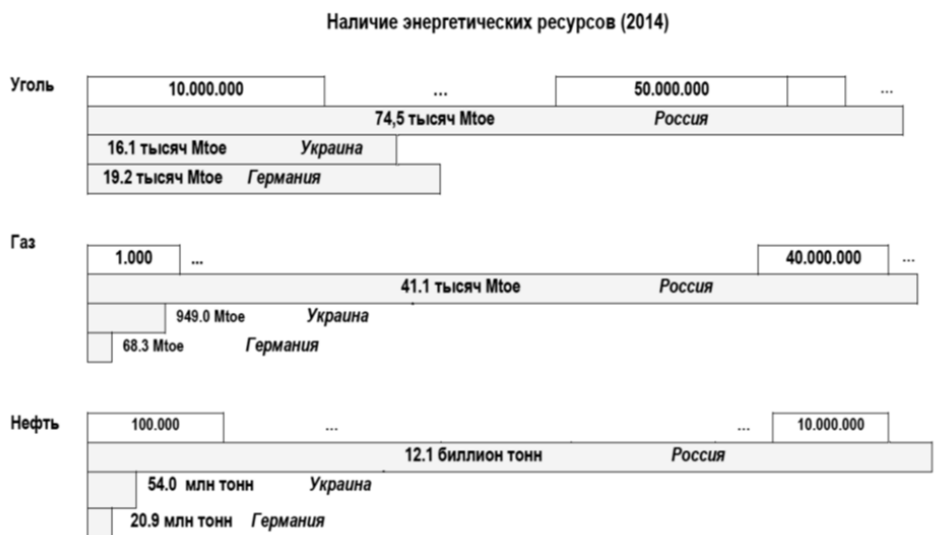 Наличие энергетических ресурсов (2014)
Уголь
10.000.000 ... 50.000.000 ...
74,5 тысяч Mtoe Россия
16.1 тысяч Mtoe Украина
19.2 тысяч Mtoe Германия
Газ
1.000 ... 40.000.000 ...
41.1 тысяч Mtoe Россия
949.0 Mtoe Украина
68.3 Mtoe Германия
Нефть
100.000 ... ... 10.000.000
12.1 биллион тонн Россия
54.0 млн тонн Украина
20.9 млн тонн Германия